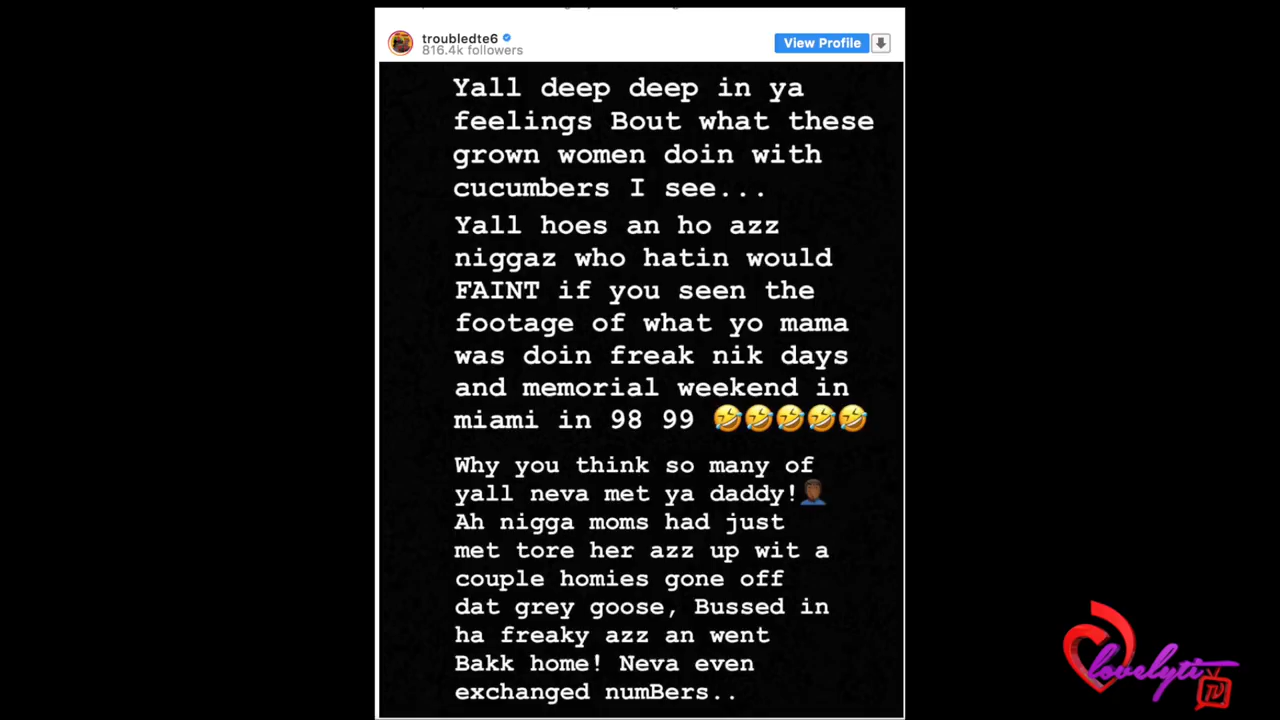 troubledte6
816.4k followers
View Profile
Yall deep deep in ya
feelings Bout what these
grown women doin with
cucumbers I see...
Yall hoes an ho azz
niggaz who hatin would
FAINT if you seen the
footage of what yo mama
was doin freak nik days
and memorial weekend in
miami in 98 99 🤣🤣🤣🤣🤣
Why you think so many of
yall neva met ya daddy!🤦🏾‍♂️
Ah nigga moms had just
met tore her azz up wit a
couple homies gone off
dat grey goose, Bussed in
ha freaky azz an went
Bakk home! Neva even
exchanged numBers..
lovelyti
TV